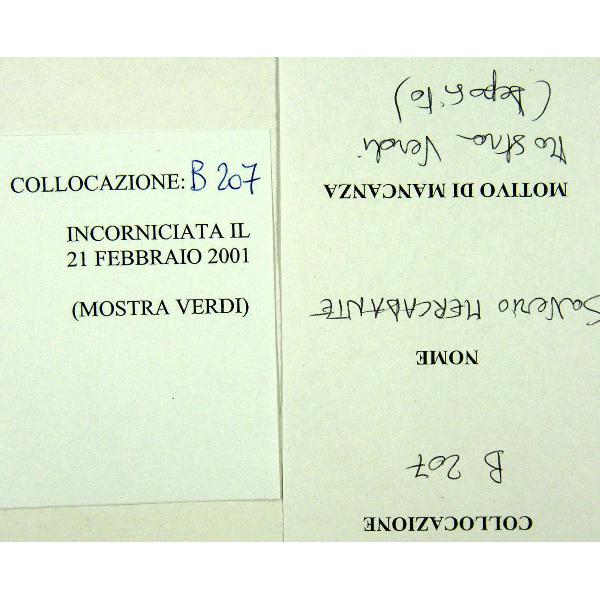 COLLOCAZIONE: B 207
INCORNICIATA IL
21 FEBBRAIO 2001
(MOSTRA VERDI)
COLLOCAZIONE
B 207
NOME
Saverio MERCADANTE
MOTIVO DI MANCANZA
Mostra Verdi
(deposito)